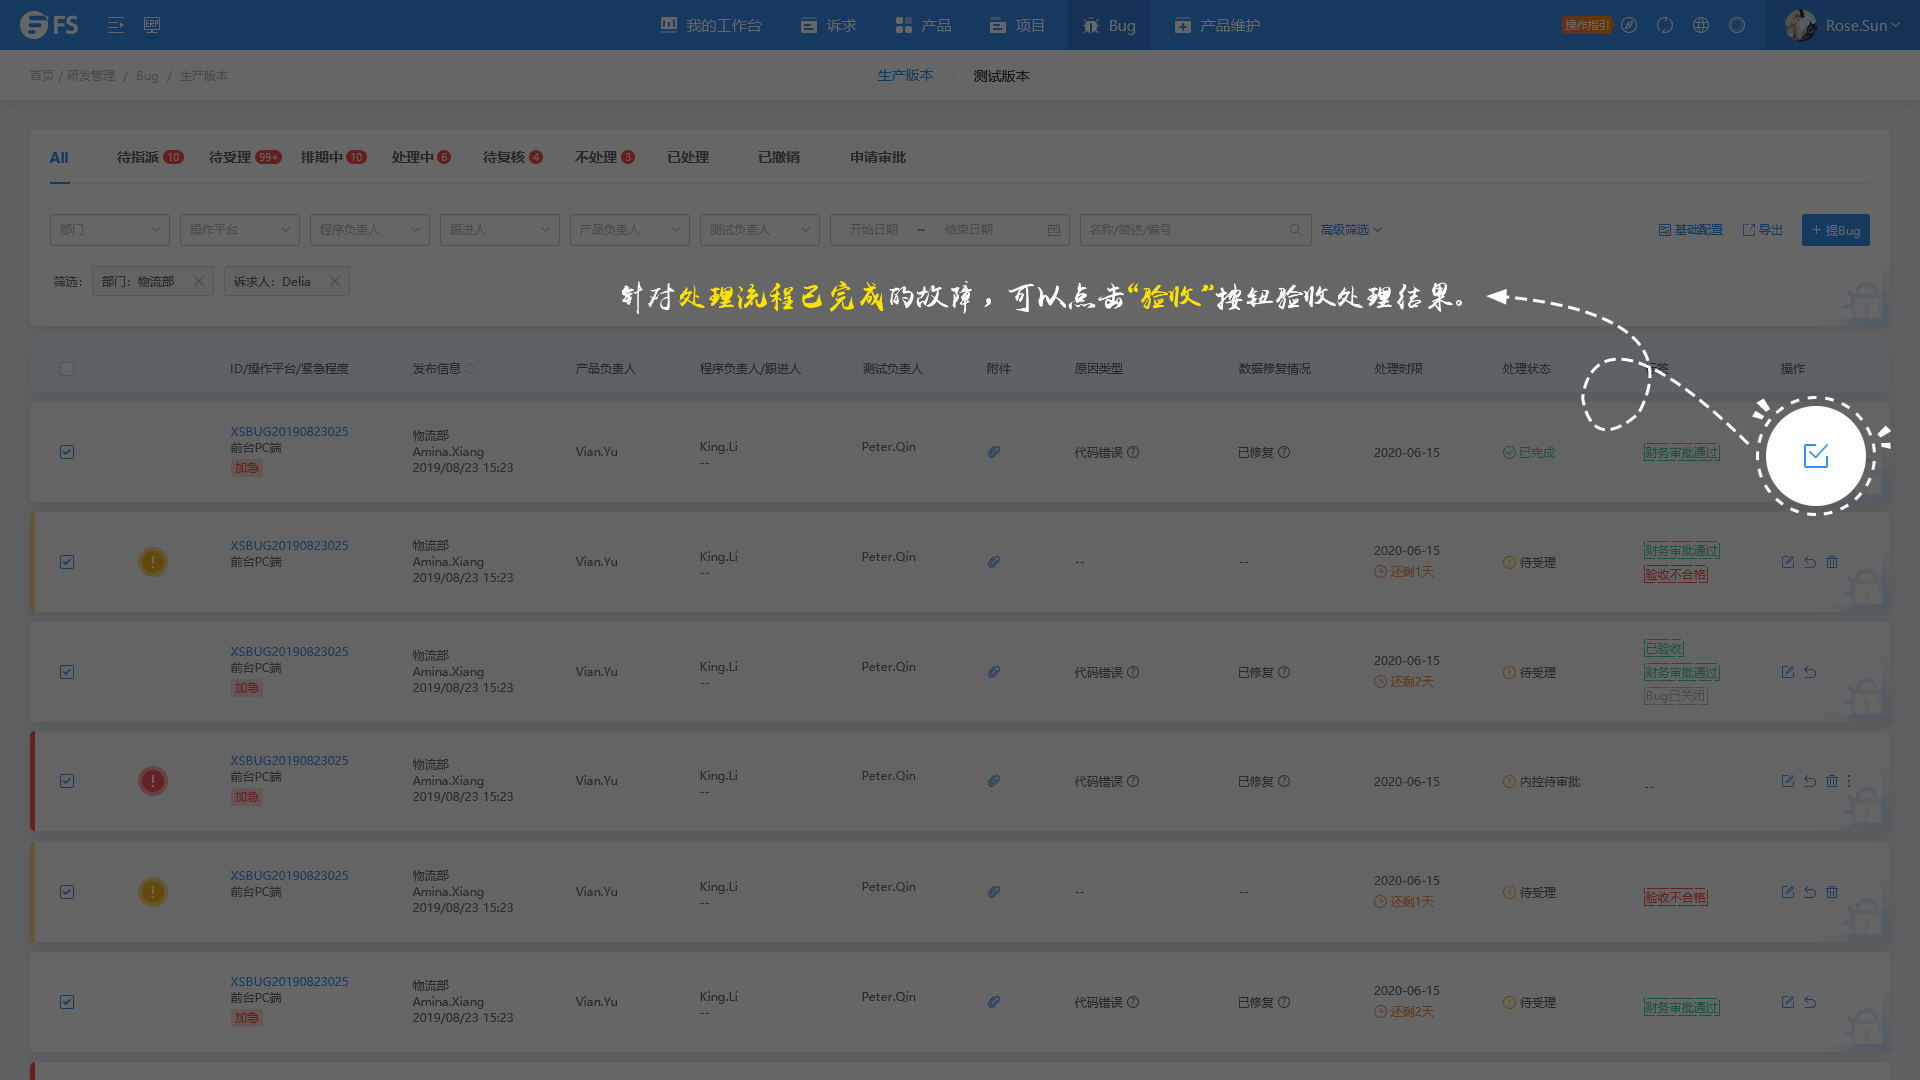 FS
ERP
我的工作台
诉求
产品
项目
Bug
产品维护
操作指引
Rose.Sun
首页 / 研发管理 / Bug / 生产版本
生产版本
测试版本
All
待指派 10
待受理 99+
排期中 10
处理中 6
待复核 4
不处理 3
已处理
已撤销
申请审批
部门
操作平台
程序负责人
跟进人
产品负责人
测试负责人
开始日期 ~ 结束日期
名称/简述/编号
高级筛选
基础配置
导出
+ 提Bug
筛选： 部门：物流部 诉求人：Delia
针对处理流程已完成的故障，可以点击“验收”按钮验收处理结果。
ID/操作平台/紧急程度 发布信息 产品负责人 程序负责人/跟进人 测试负责人 附件 原因类型 数据修复情况 处理时限 处理状态 标签 操作
XSBUG20190823025
前台PC端
加急
物流部
Amina.Xiang
2019/08/23 15:23
Vian.Yu
King.Li
--
Peter.Qin
代码错误
已修复
2020-06-15
已完成
财务审批通过
XSBUG20190823025
前台PC端
物流部
Amina.Xiang
2019/08/23 15:23
Vian.Yu
King.Li
--
Peter.Qin
--
--
2020-06-15
还剩1天
待受理
财务审批通过
验收不合格
XSBUG20190823025
前台PC端
加急
物流部
Amina.Xiang
2019/08/23 15:23
Vian.Yu
King.Li
--
Peter.Qin
代码错误
已修复
2020-06-15
还剩2天
待受理
已验收
财务审批通过
Bug已关闭
XSBUG20190823025
前台PC端
加急
物流部
Amina.Xiang
2019/08/23 15:23
Vian.Yu
King.Li
--
Peter.Qin
代码错误
已修复
2020-06-15
内控待审批
--
XSBUG20190823025
前台PC端
物流部
Amina.Xiang
2019/08/23 15:23
Vian.Yu
King.Li
--
Peter.Qin
--
--
2020-06-15
还剩1天
待受理
验收不合格
XSBUG20190823025
前台PC端
加急
物流部
Amina.Xiang
2019/08/23 15:23
Vian.Yu
King.Li
--
Peter.Qin
代码错误
已修复
2020-06-15
还剩2天
待受理
财务审批通过